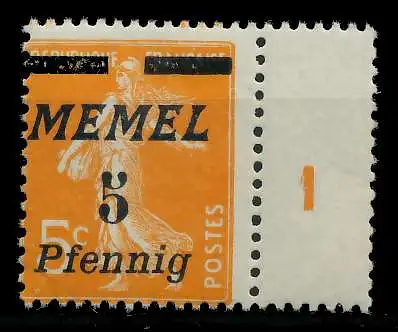 RÉPUBLIQUE FRANÇAISE
MEMEL
5
5c
Pfennig
POSTES
1